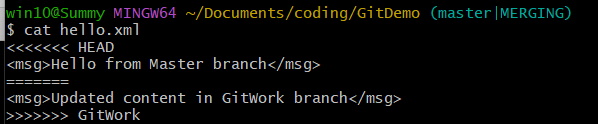 win10@Summy MINGW64 ~/Documents/coding/GitDemo (master|MERGING)
$ cat hello.xml
<<<<<<< HEAD
<msg>Hello from Master branch</msg>
=======
<msg>Updated content in GitWork branch</msg>
>>>>>>> GitWork